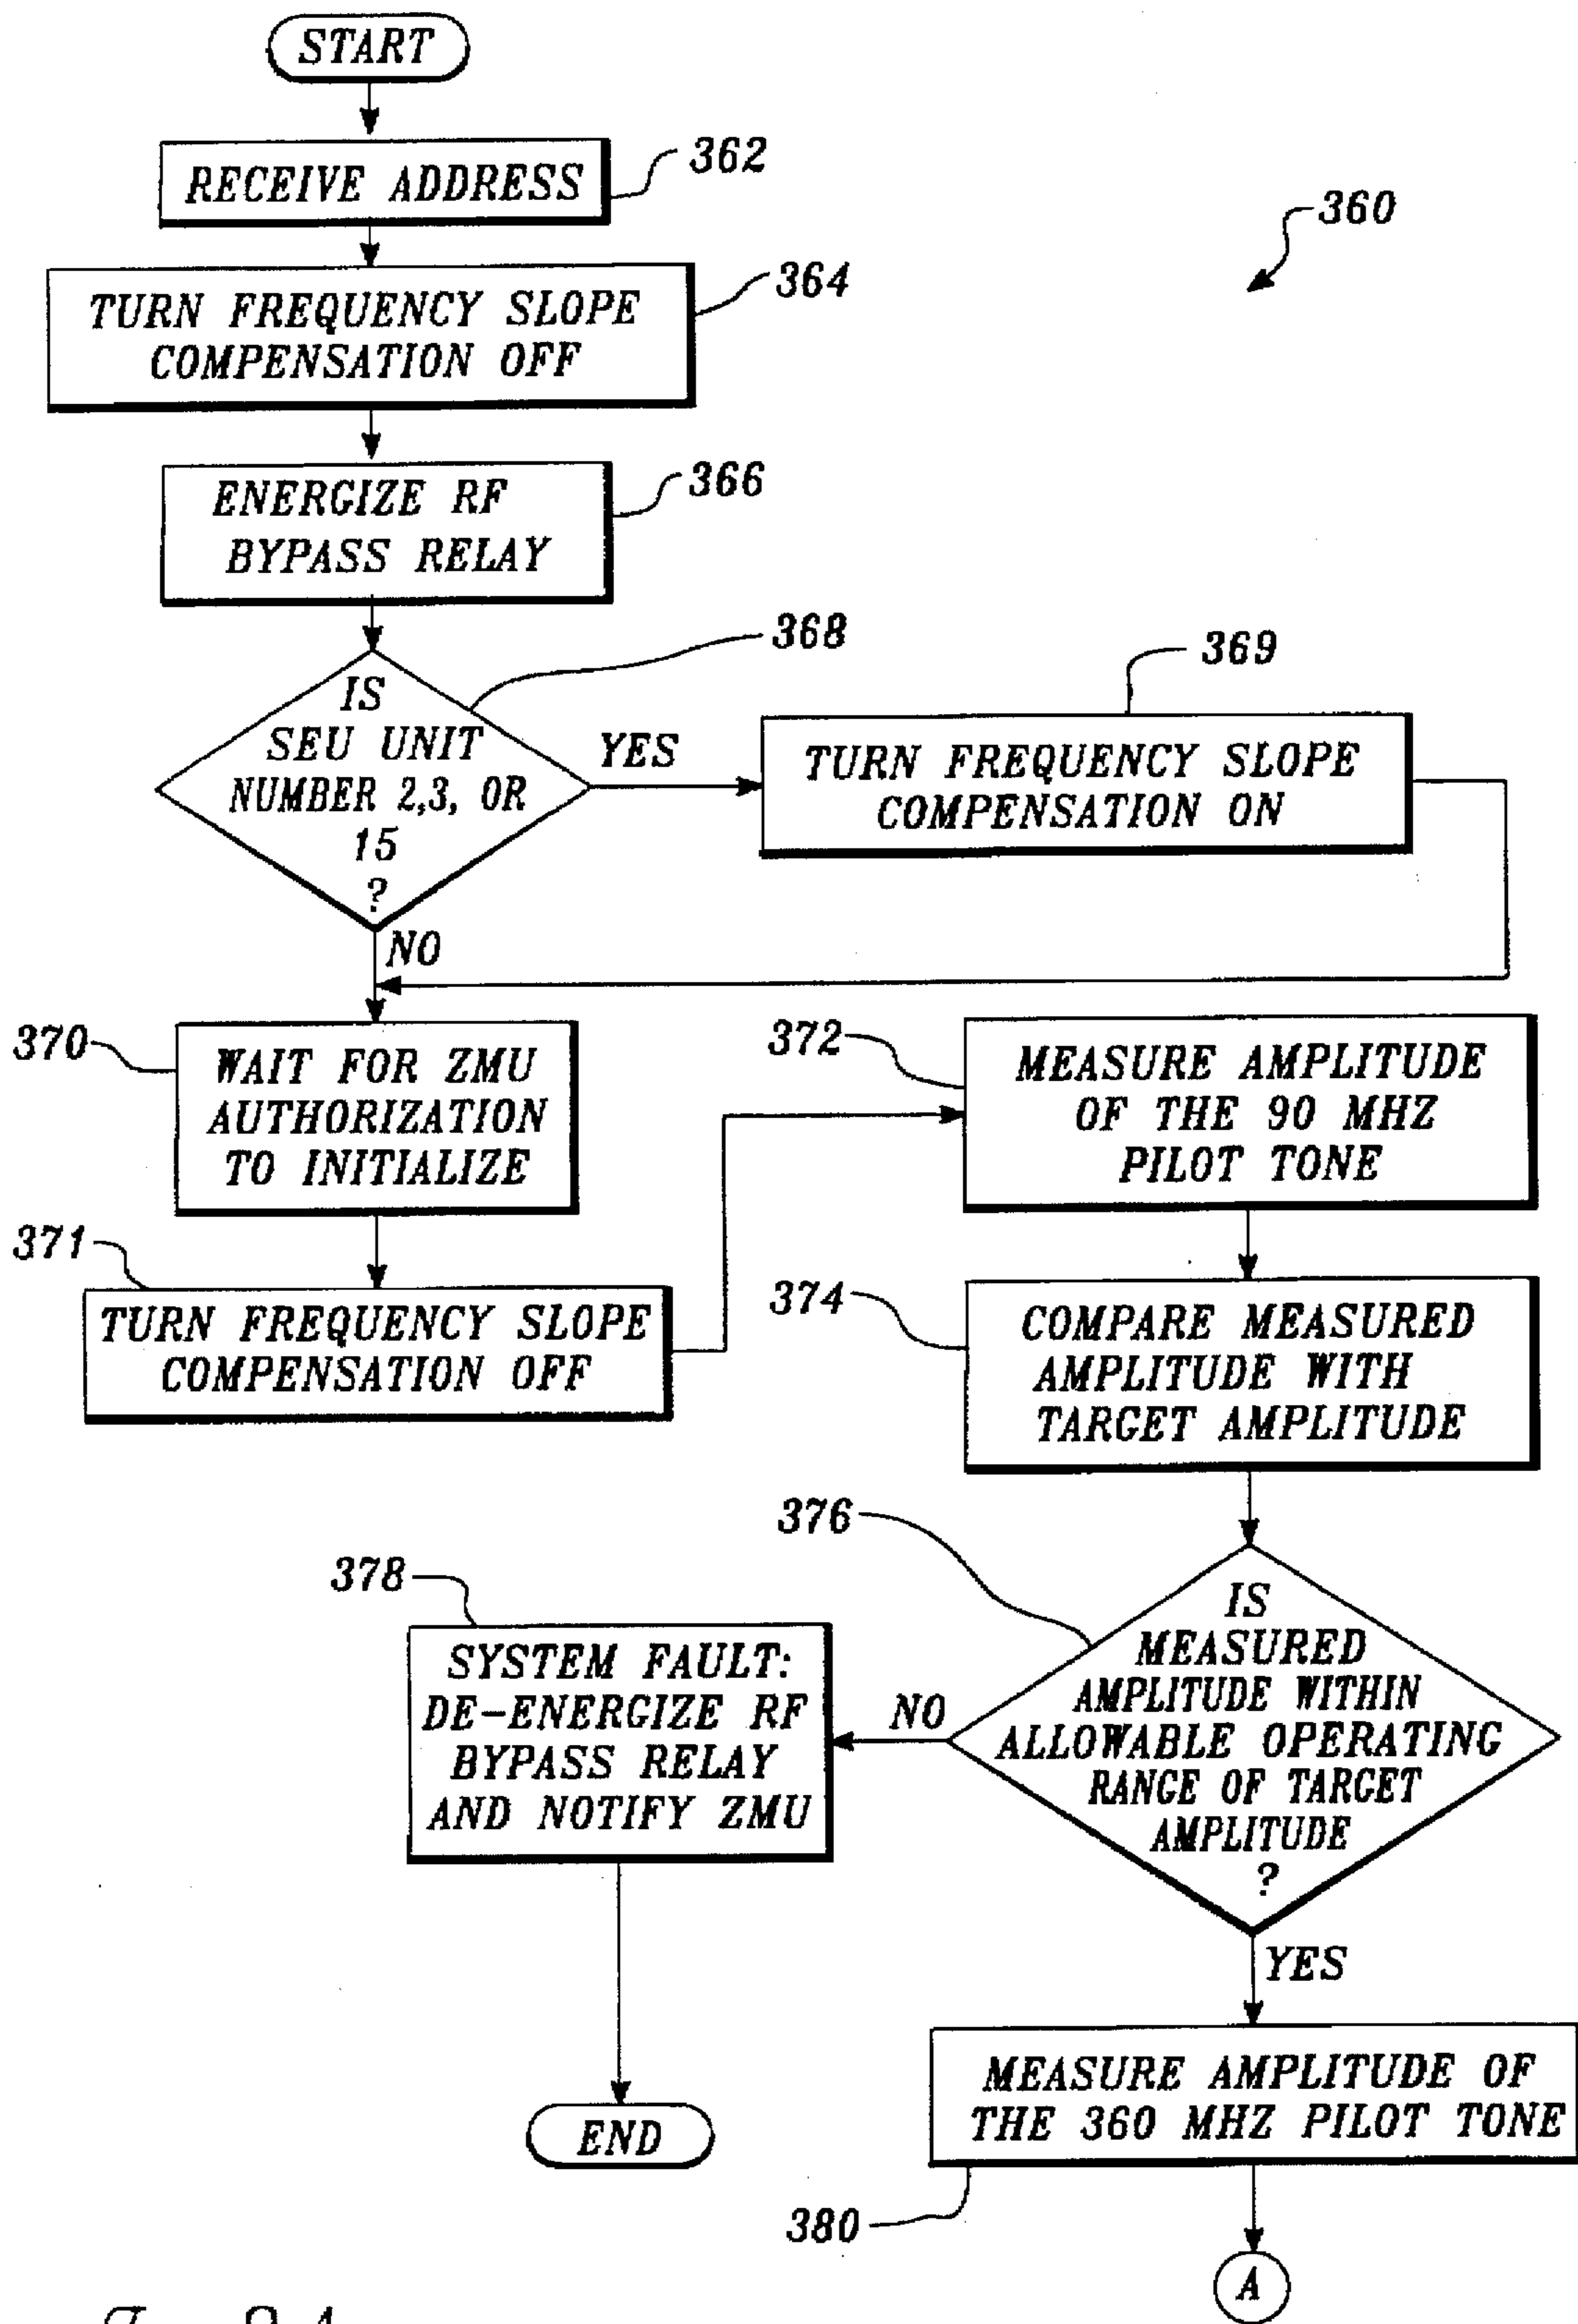 START
RECEIVE ADDRESS
362
360
TURN FREQUENCY SLOPE
COMPENSATION OFF
364
ENERGIZE RF
BYPASS RELAY
366
IS
SEU UNIT
NUMBER 2,3, OR
15
?
368
YES
NO
TURN FREQUENCY SLOPE
COMPENSATION ON
369
370
WAIT FOR ZMU
AUTHORIZATION
TO INITIALIZE
371
TURN FREQUENCY SLOPE
COMPENSATION OFF
372
MEASURE AMPLITUDE
OF THE 90 MHZ
PILOT TONE
374
COMPARE MEASURED
AMPLITUDE WITH
TARGET AMPLITUDE
376
IS
MEASURED
AMPLITUDE WITHIN
ALLOWABLE OPERATING
RANGE OF TARGET
AMPLITUDE
?
NO
378
SYSTEM FAULT:
DE-ENERGIZE RF
BYPASS RELAY
AND NOTIFY ZMU
END
YES
MEASURE AMPLITUDE OF
THE 360 MHZ PILOT TONE
380
A